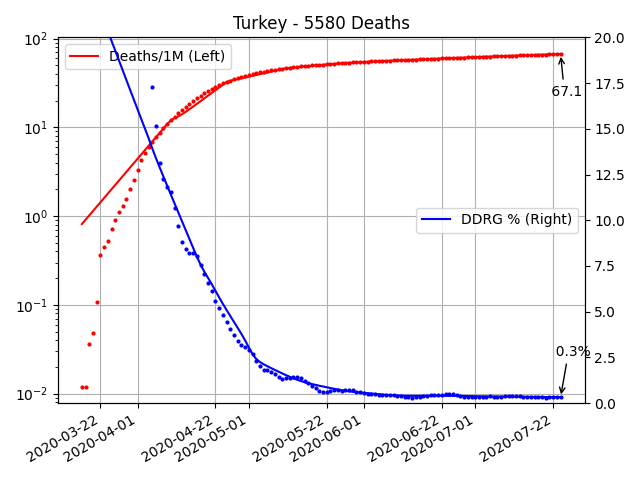 Turkey - 5580 Deaths
10² 20.0
Deaths/1M (Left)
17.5
67.1
10¹ 15.0
12.5
10⁰ DDRG % (Right) 10.0
7.5
10⁻¹ 5.0
0.3% 2.5
10⁻² 0.0
2020-03-22 2020-04-01 2020-04-22 2020-05-01 2020-05-22 2020-06-01 2020-06-22 2020-07-01 2020-07-22